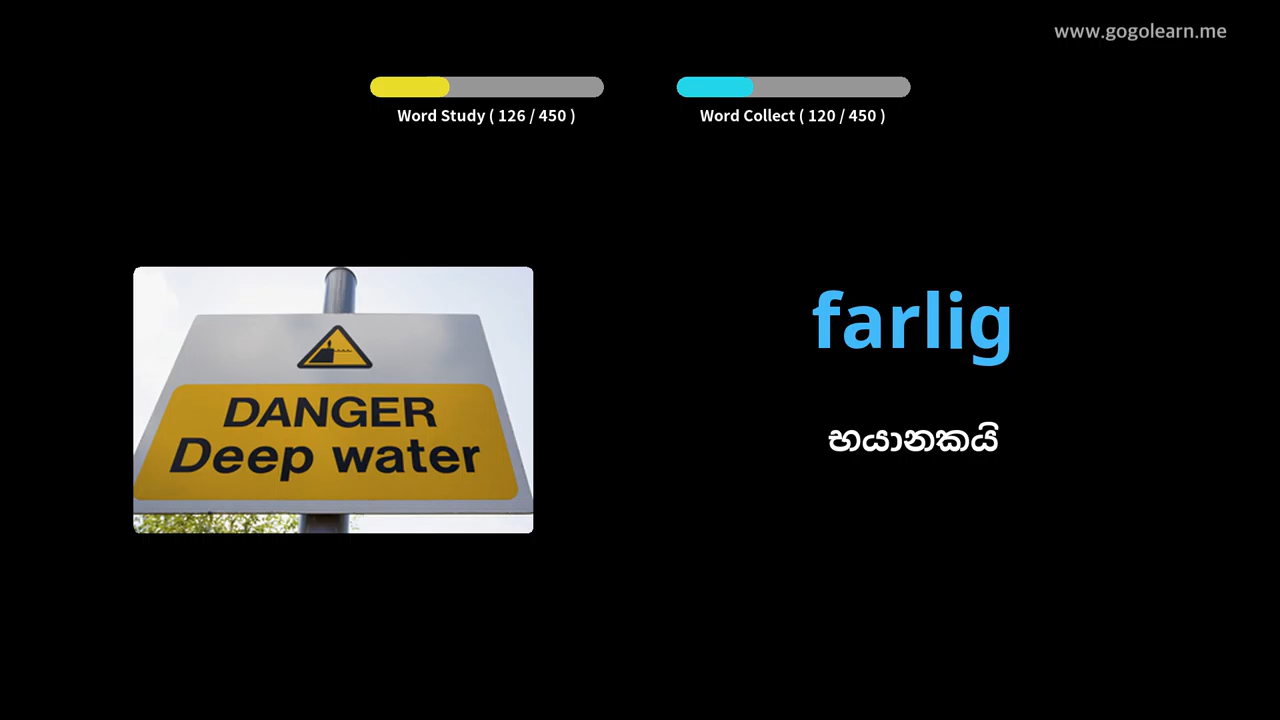 www.gogolearn.me
Word Study ( 126 / 450 )
Word Collect ( 120 / 450 )
DANGER
Deep water
farlig
භයානකයි